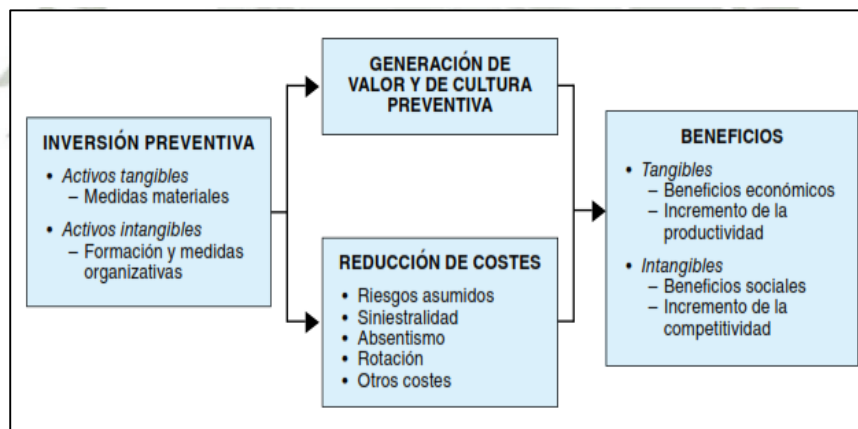 INVERSIÓN PREVENTIVA
• Activos tangibles
– Medidas materiales
• Activos intangibles
– Formación y medidas
organizativas
GENERACIÓN DE
VALOR Y DE CULTURA
PREVENTIVA
REDUCCIÓN DE COSTES
• Riesgos asumidos
• Siniestralidad
• Absentismo
• Rotación
• Otros costes
BENEFICIOS
• Tangibles
– Beneficios económicos
– Incremento de la
productividad
• Intangibles
– Beneficios sociales
– Incremento de la
competitividad